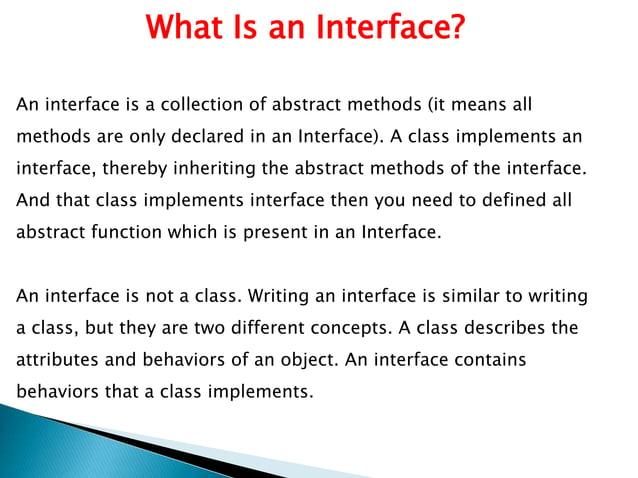 What Is an Interface?
An interface is a collection of abstract methods (it means all
methods are only declared in an Interface). A class implements an
interface, thereby inheriting the abstract methods of the interface.
And that class implements interface then you need to defined all
abstract function which is present in an Interface.
An interface is not a class. Writing an interface is similar to writing
a class, but they are two different concepts. A class describes the
attributes and behaviors of an object. An interface contains
behaviors that a class implements.